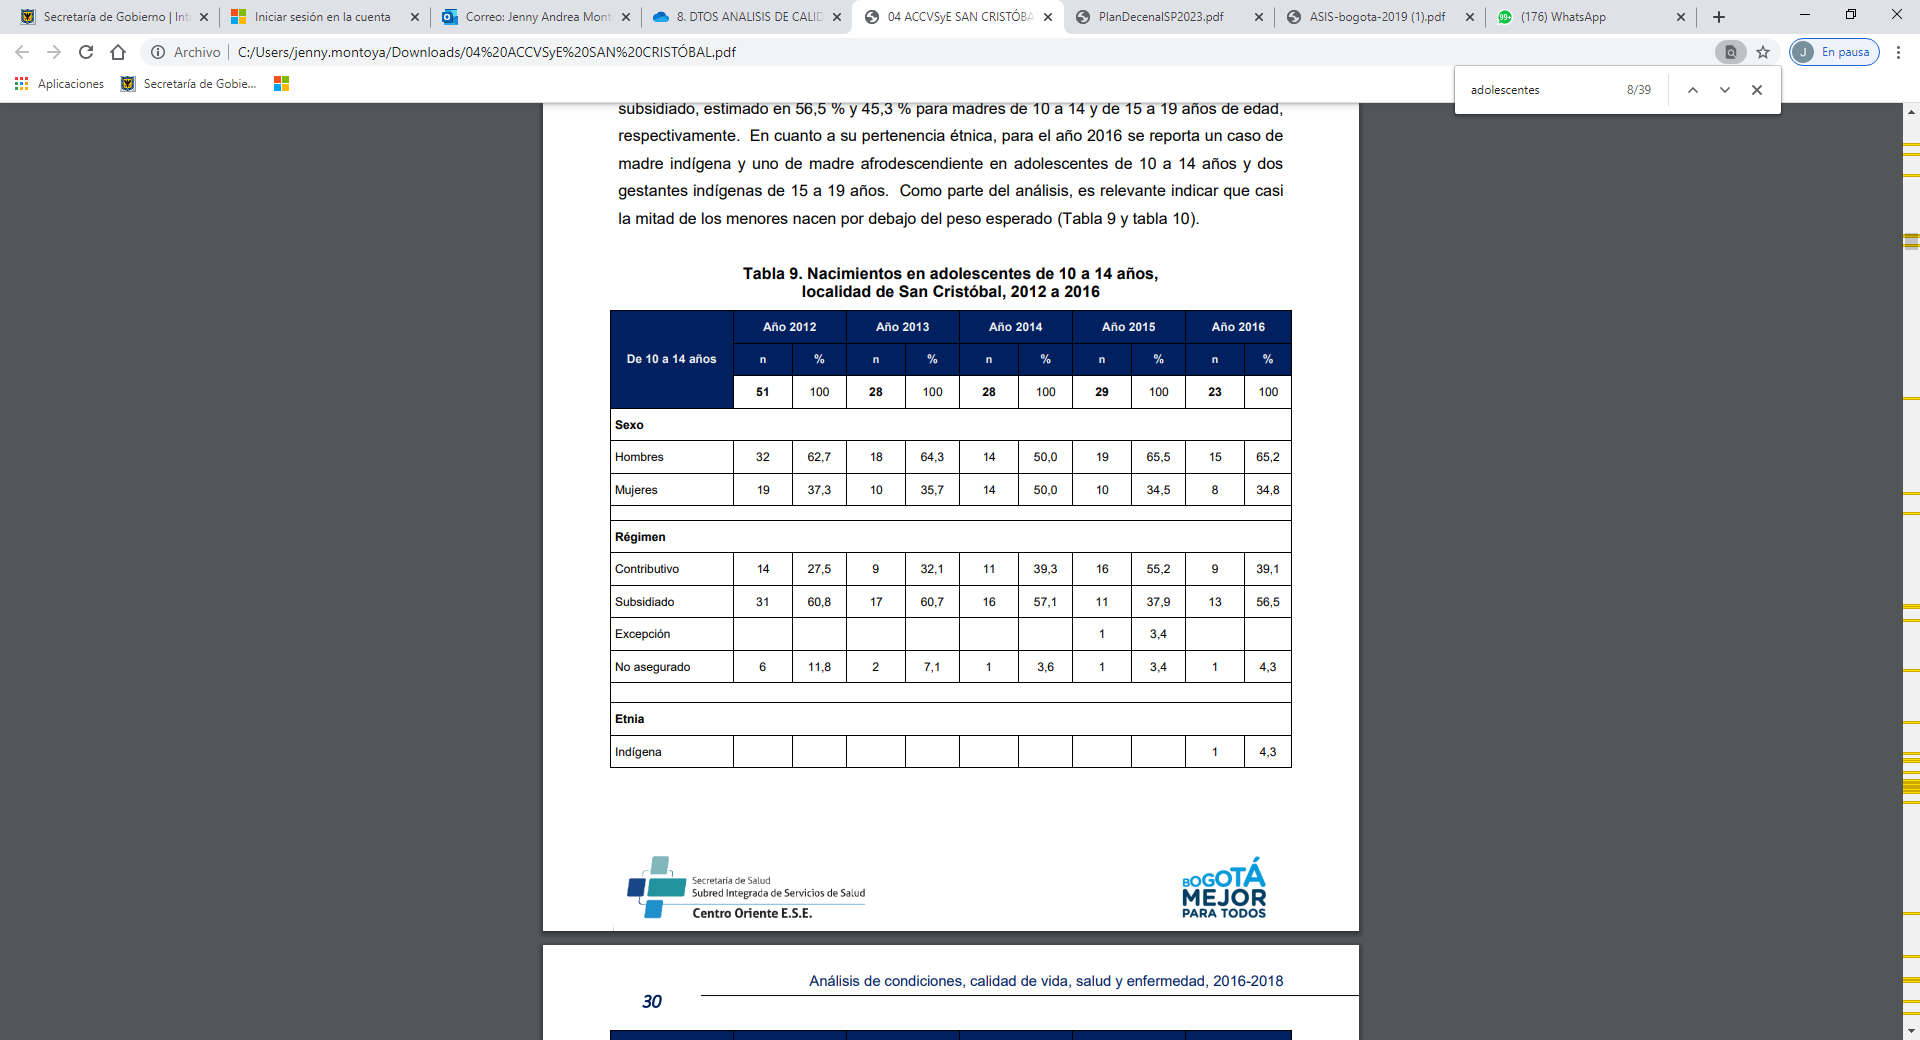 Secretaría de Gobierno | Int
Iniciar sesión en la cuenta
Correo: Jenny Andrea Mont
8. DTOS ANALISIS DE CALID
04 ACCVSyE SAN CRISTÓBA
PlanDecenalSP2023.pdf
ASIS-bogota-2019 (1).pdf
99+
(176) WhatsApp
Archivo
C:/Users/jenny.montoya/Downloads/04%20ACCVSyE%20SAN%20CRISTÓBAL.pdf
J
En pausa
Aplicaciones
Secretaría de Gobie...
adolescentes
8/39
subsidiado, estimado en 56,5 % y 45,3 % para madres de 10 a 14 y de 15 a 19 años de edad,
respectivamente. En cuanto a su pertenencia étnica, para el año 2016 se reporta un caso de
madre indígena y uno de madre afrodescendiente en adolescentes de 10 a 14 años y dos
gestantes indígenas de 15 a 19 años. Como parte del análisis, es relevante indicar que casi
la mitad de los menores nacen por debajo del peso esperado (Tabla 9 y tabla 10).
Tabla 9. Nacimientos en adolescentes de 10 a 14 años,
localidad de San Cristóbal, 2012 a 2016
De 10 a 14 años
Año 2012 Año 2013 Año 2014 Año 2015 Año 2016
n % n % n % n % n %
51 100 28 100 28 100 29 100 23 100
Sexo
Hombres 32 62,7 18 64,3 14 50,0 19 65,5 15 65,2
Mujeres 19 37,3 10 35,7 14 50,0 10 34,5 8 34,8
Régimen
Contributivo 14 27,5 9 32,1 11 39,3 16 55,2 9 39,1
Subsidiado 31 60,8 17 60,7 16 57,1 11 37,9 13 56,5
Excepción 1 3,4
No asegurado 6 11,8 2 7,1 1 3,6 1 3,4 1 4,3
Etnia
Indígena 1 4,3
Secretaría de Salud
Subred Integrada de Servicios de Salud
Centro Oriente E.S.E.
BOGOTÁ
MEJOR
PARA TODOS
Análisis de condiciones, calidad de vida, salud y enfermedad, 2016-2018
30